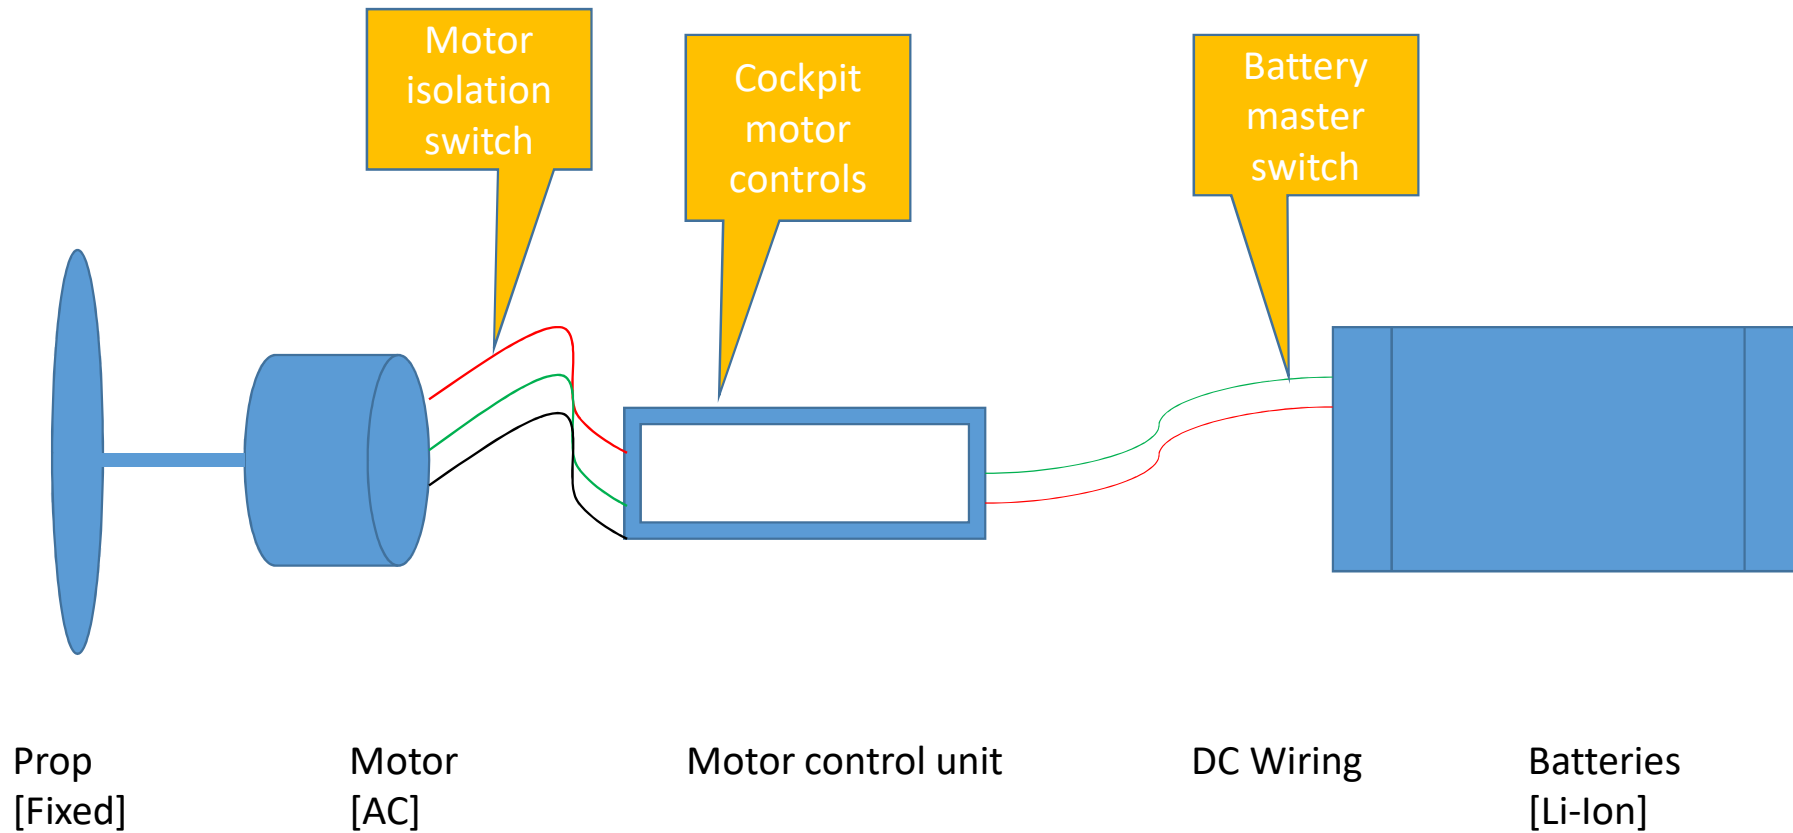 Motor
isolation
switch
Cockpit
motor
controls
Battery
master
switch
Prop
[Fixed]
Motor
[AC]
Motor control unit
DC Wiring
Batteries
[Li-Ion]